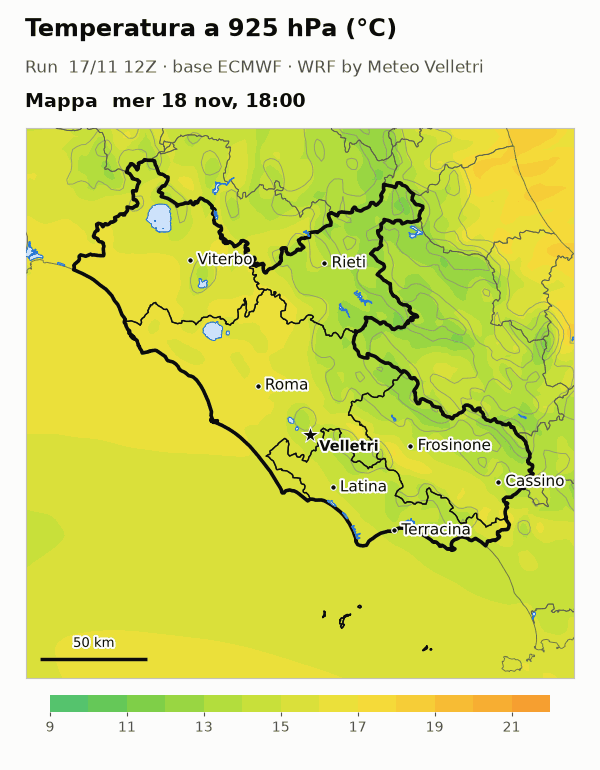 Temperatura a 925 hPa (°C)
Run  17/11 12Z · base ECMWF · WRF by Meteo Velletri
Mappa  mer 18 nov, 18:00
Viterbo
Rieti
Roma
Velletri
Frosinone
Cassino
Latina
Terracina
50 km
9 11 13 15 17 19 21